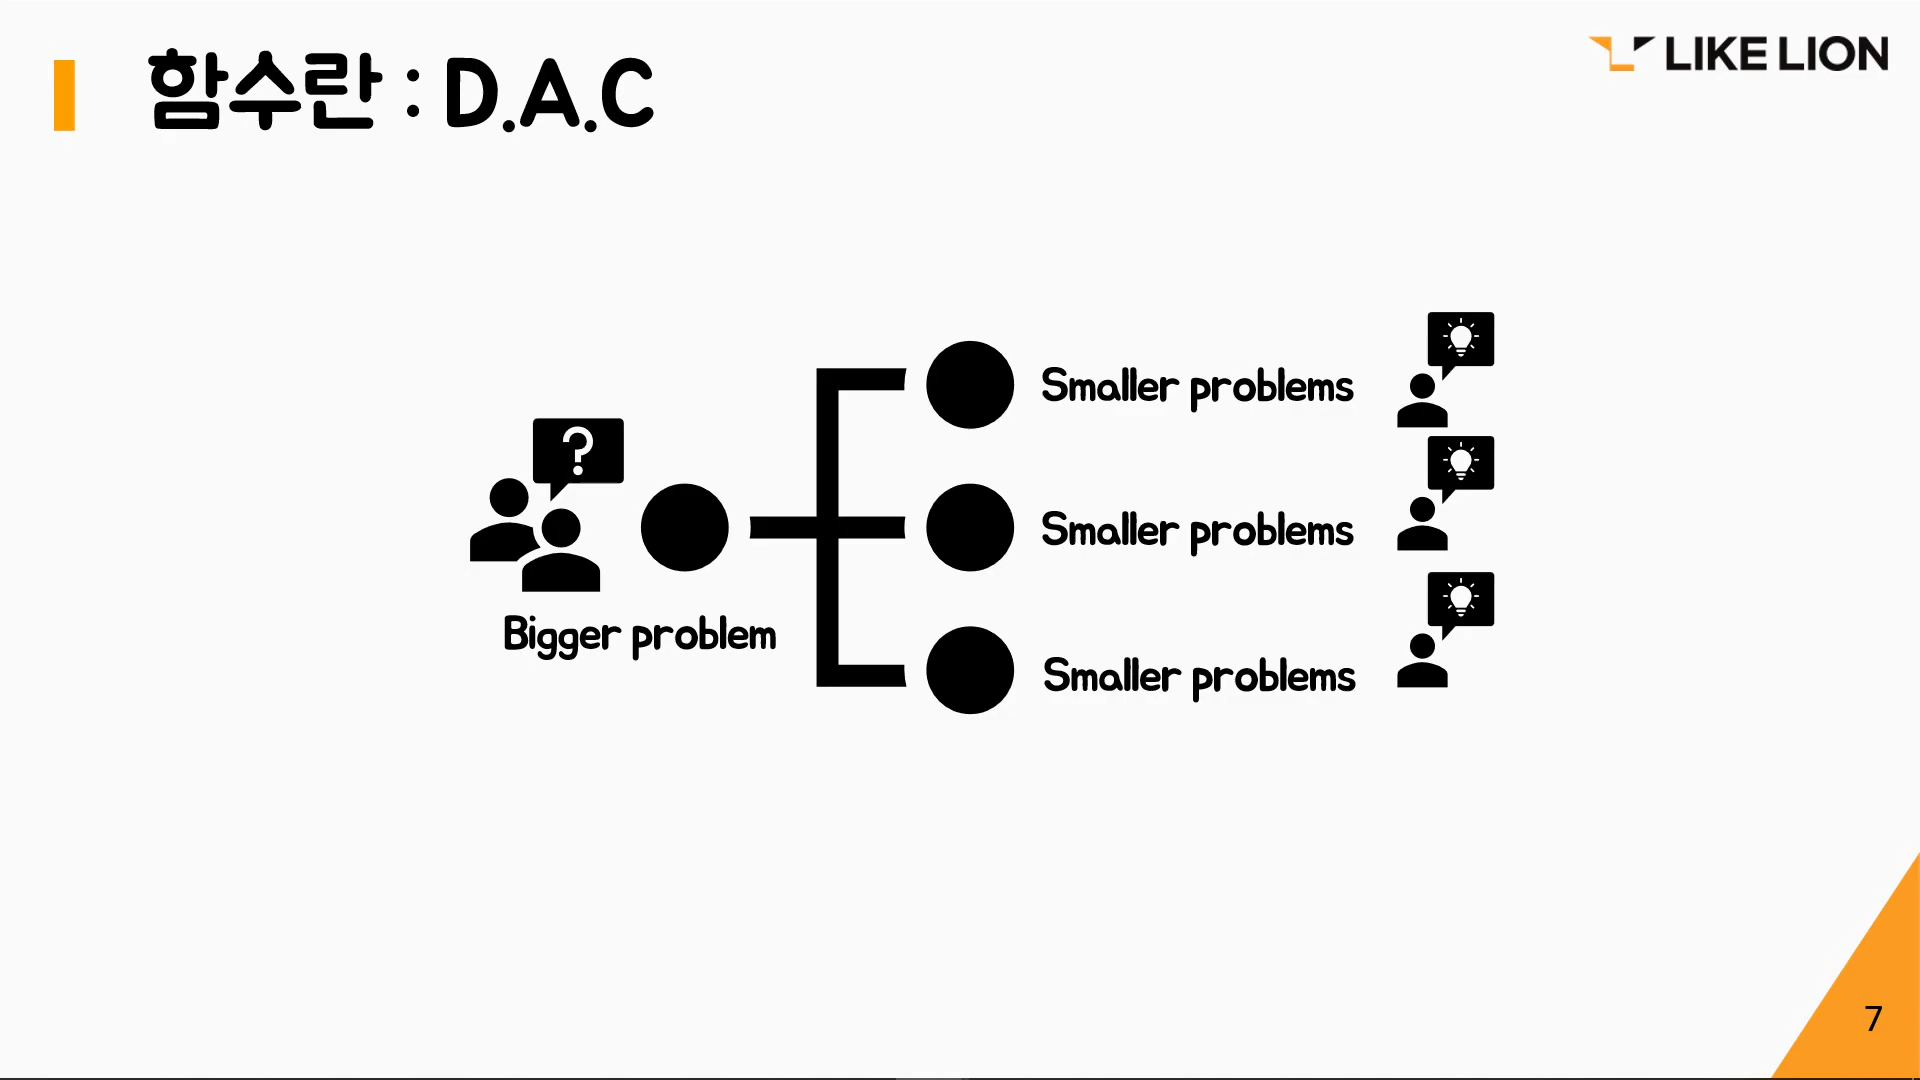 함수란 : D.A.C
LIKE LION
?
Smaller problems
Smaller problems
Bigger problem
Smaller problems
7